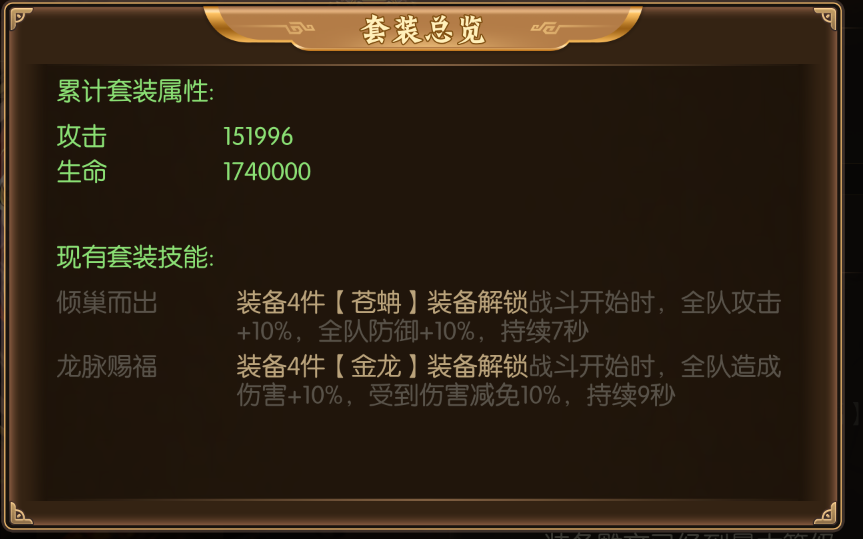 套装总览
累计套装属性:
攻击 151996
生命 1740000
现有套装技能:
倾巢而出 装备4件【苍蚺】装备解锁战斗开始时，全队攻击
+10%，全队防御+10%，持续7秒
龙脉赐福 装备4件【金龙】装备解锁战斗开始时，全队造成
伤害+10%，受到伤害减免10%，持续9秒